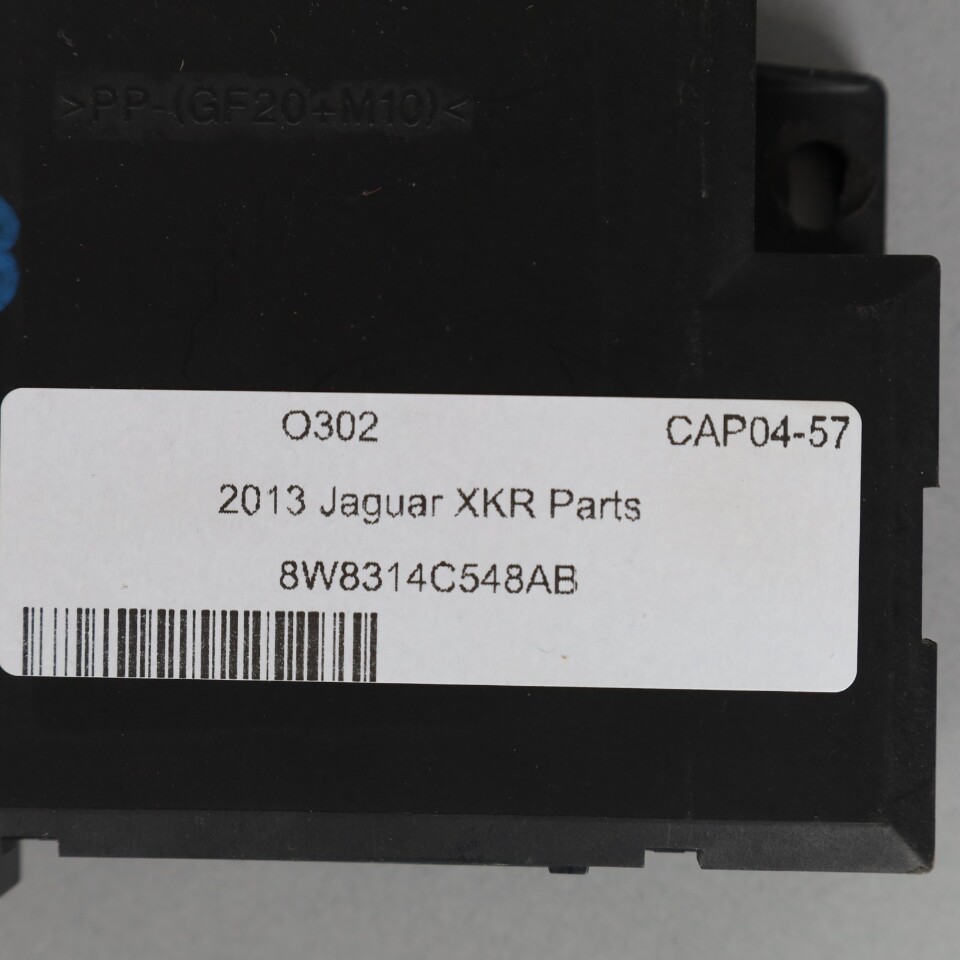 >PP-(GF20+M10)<
O302 CAP04-57
2013 Jaguar XKR Parts
8W8314C548AB